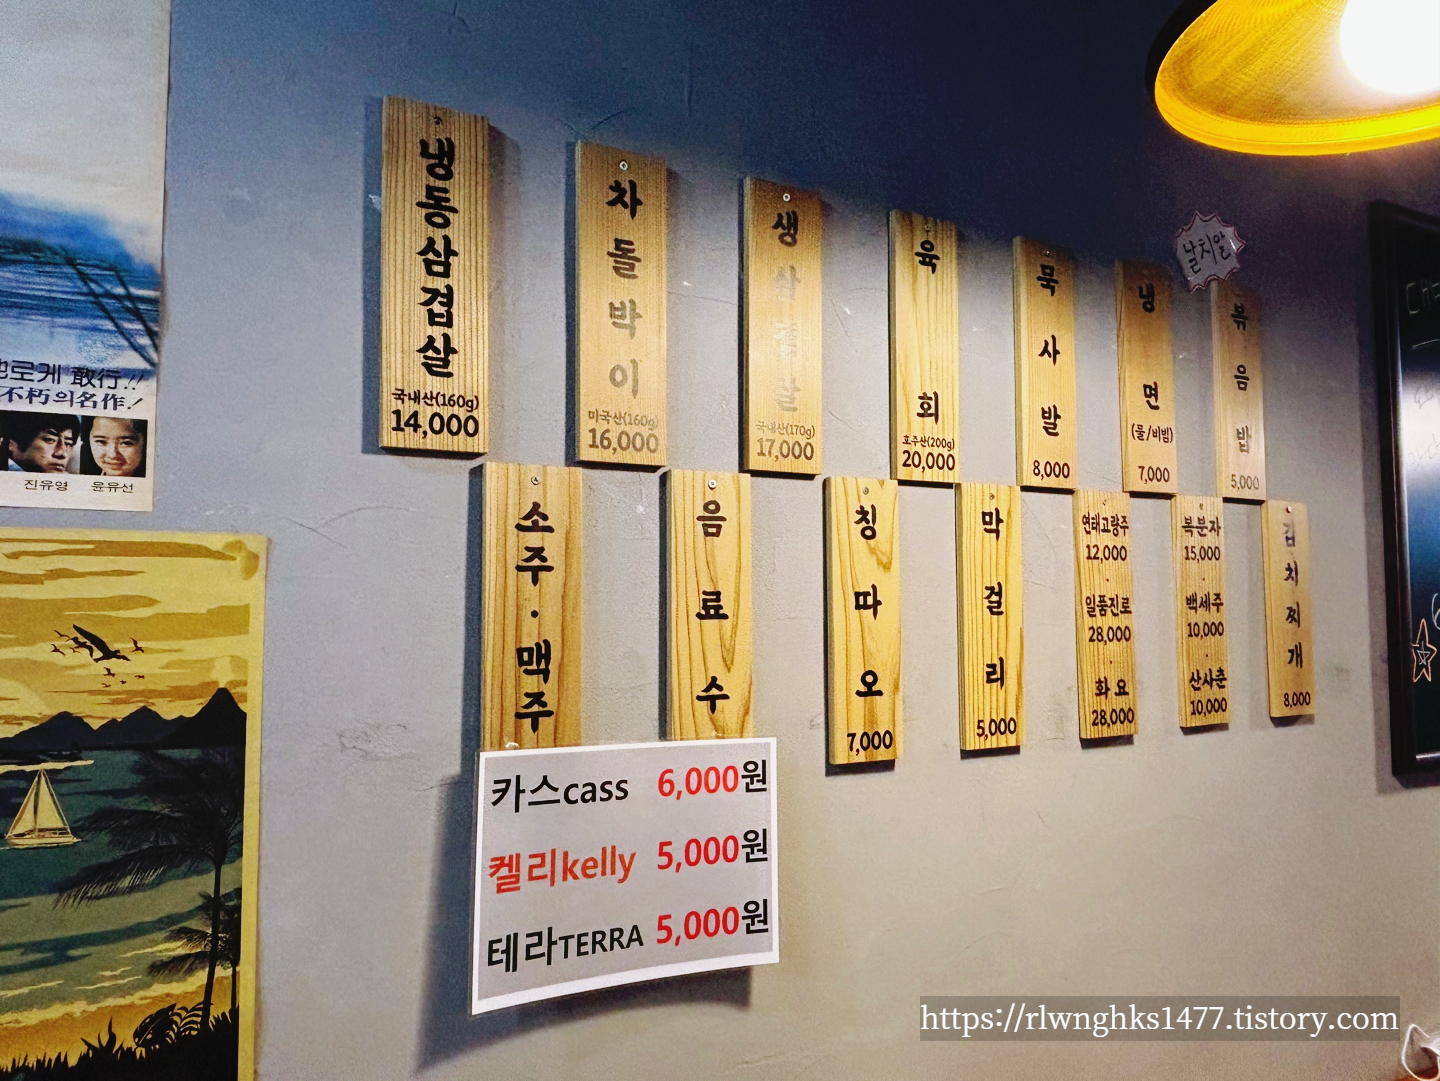 냉동삼겹살
국내산(160g)
14,000
차돌박이
미국산(160g)
16,000
생삼겹살
국내산(170g)
17,000
육회
호주산(200g)
20,000
묵사발
8,000
냉면
(물/비빔)
7,000
날치알
볶음밥
5,000
소주·맥주
음료수
칭따오
7,000
막걸리
5,000
연태고량주
12,000
·
일품진로
28,000
·
화요
28,000
복분자
15,000
·
백세주
10,000
·
산사춘
10,000
김치찌개
8,000
카스cass 6,000원
켈리kelly 5,000원
테라TERRA 5,000원
로게 敢行!!
不朽의名作!
진유영 윤유선
https://rlwnghks1477.tistory.com